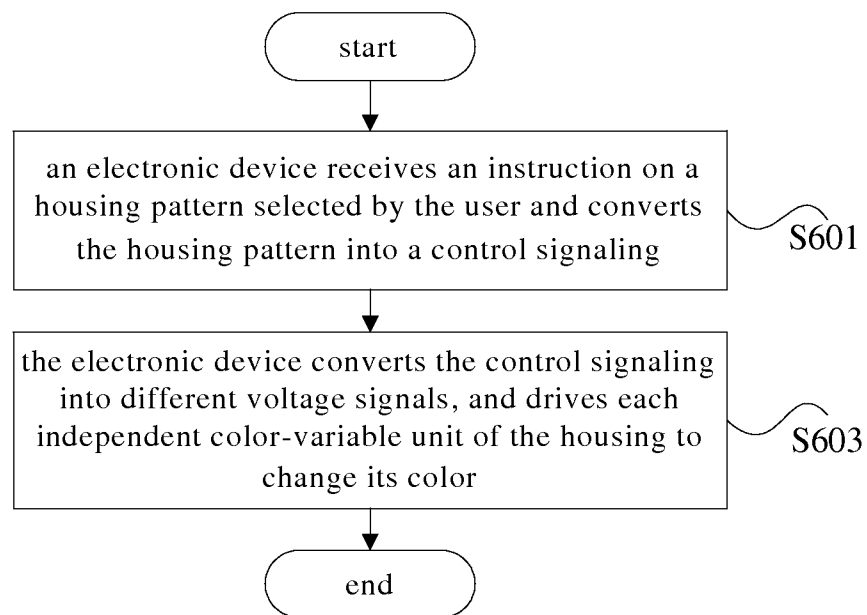 start
an electronic device receives an instruction on a
housing pattern selected by the user and converts
the housing pattern into a control signaling
S601
the electronic device converts the control signaling
into different voltage signals, and drives each
independent color-variable unit of the housing to
change its color
S603
end